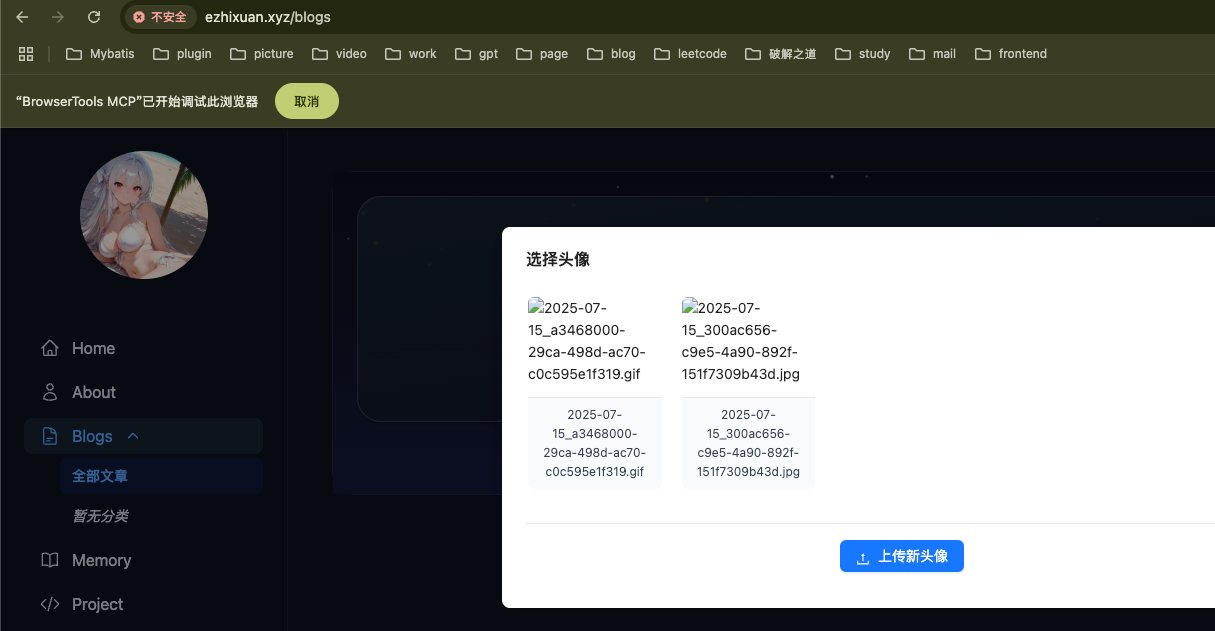 不安全 ezhixuan.xyz/blogs
Mybatis plugin picture video work gpt page blog leetcode 破解之道 study mail frontend
“BrowserTools MCP”已开始调试此浏览器 取消
Home
About
Blogs
全部文章
暂无分类
Memory
Project
选择头像
2025-07-
15_a3468000-
29ca-498d-ac70-
c0c595e1f319.gif
2025-07-
15_a3468000-
29ca-498d-ac70-
c0c595e1f319.gif
2025-07-
15_300ac656-
c9e5-4a90-892f-
151f7309b43d.jpg
2025-07-
15_300ac656-
c9e5-4a90-892f-
151f7309b43d.jpg
上传新头像